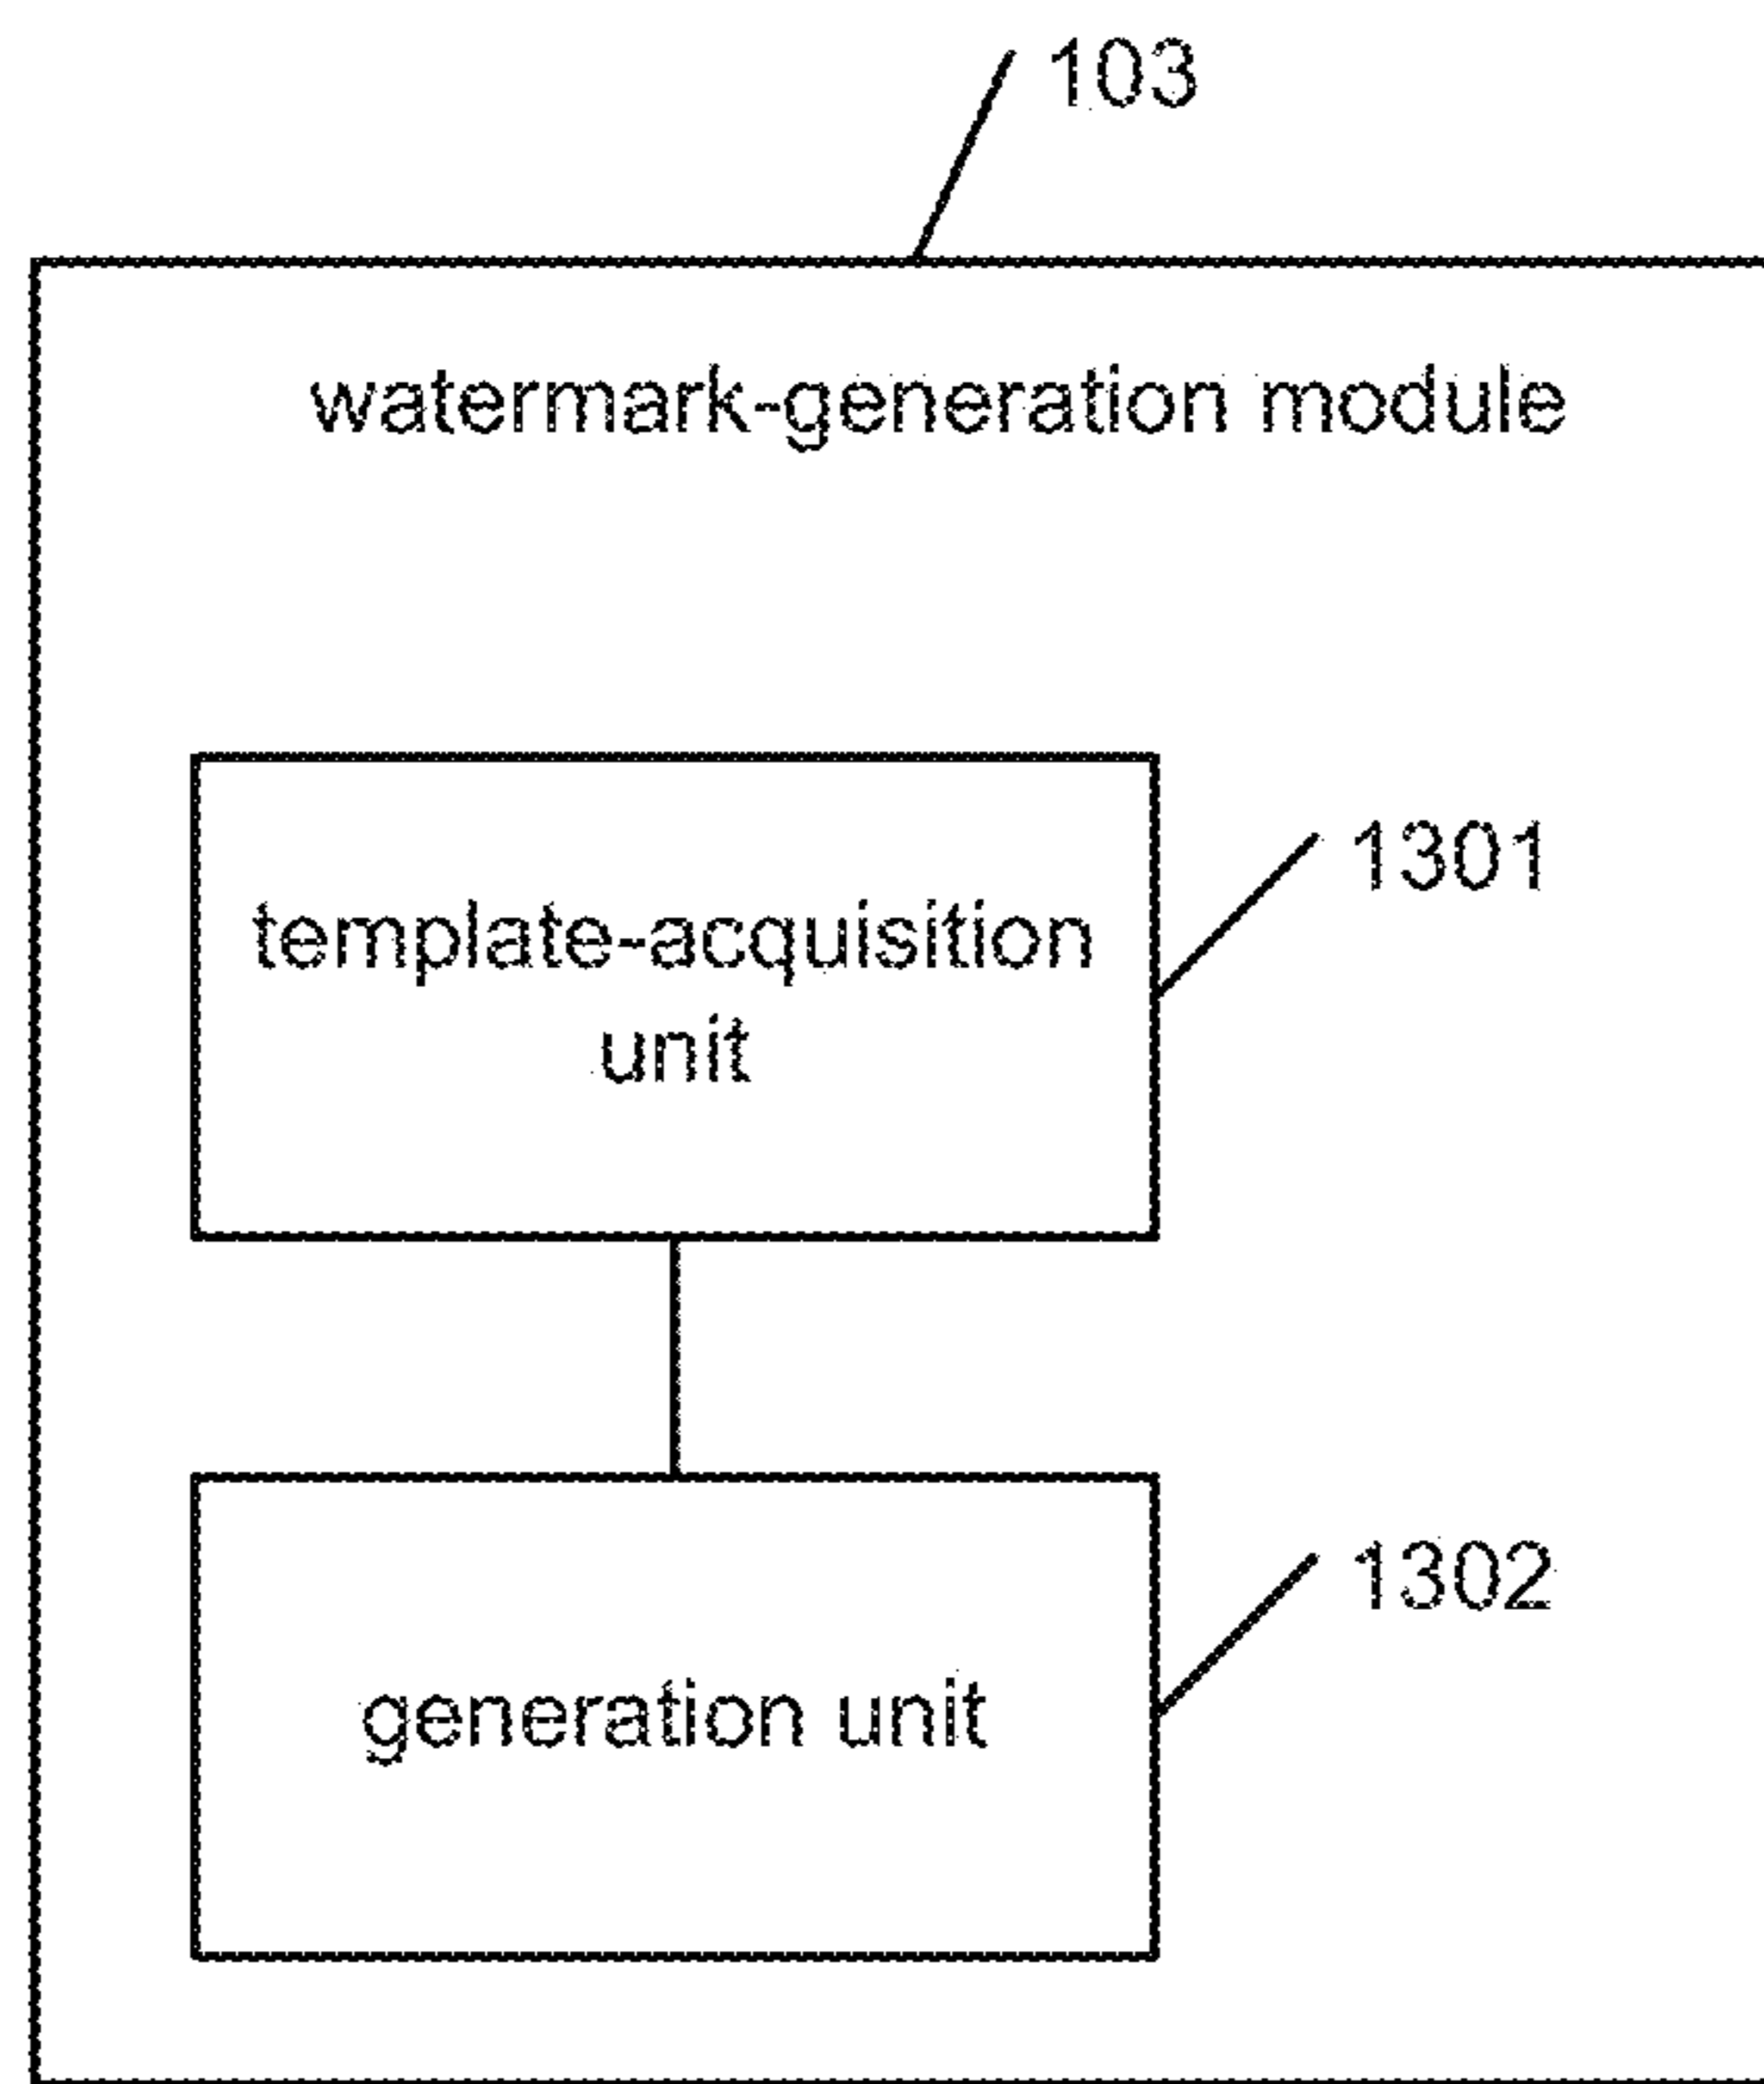 103
watermark-generation module
1301
template-acquisition
unit
1302
generation unit